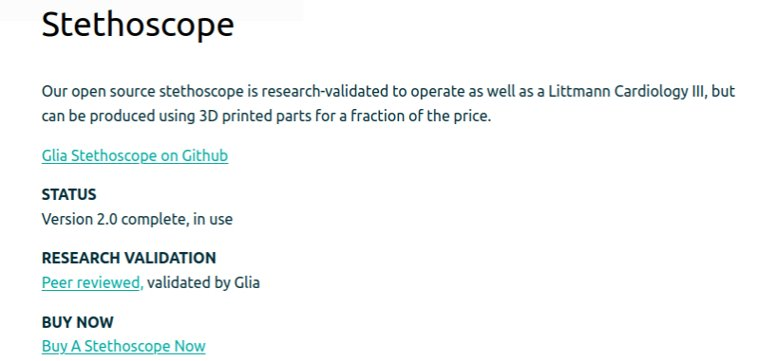 Stethoscope
Our open source stethoscope is research-validated to operate as well as a Littmann Cardiology III, but
can be produced using 3D printed parts for a fraction of the price.
Glia Stethoscope on Github
STATUS
Version 2.0 complete, in use
RESEARCH VALIDATION
Peer reviewed, validated by Glia
BUY NOW
Buy A Stethoscope Now